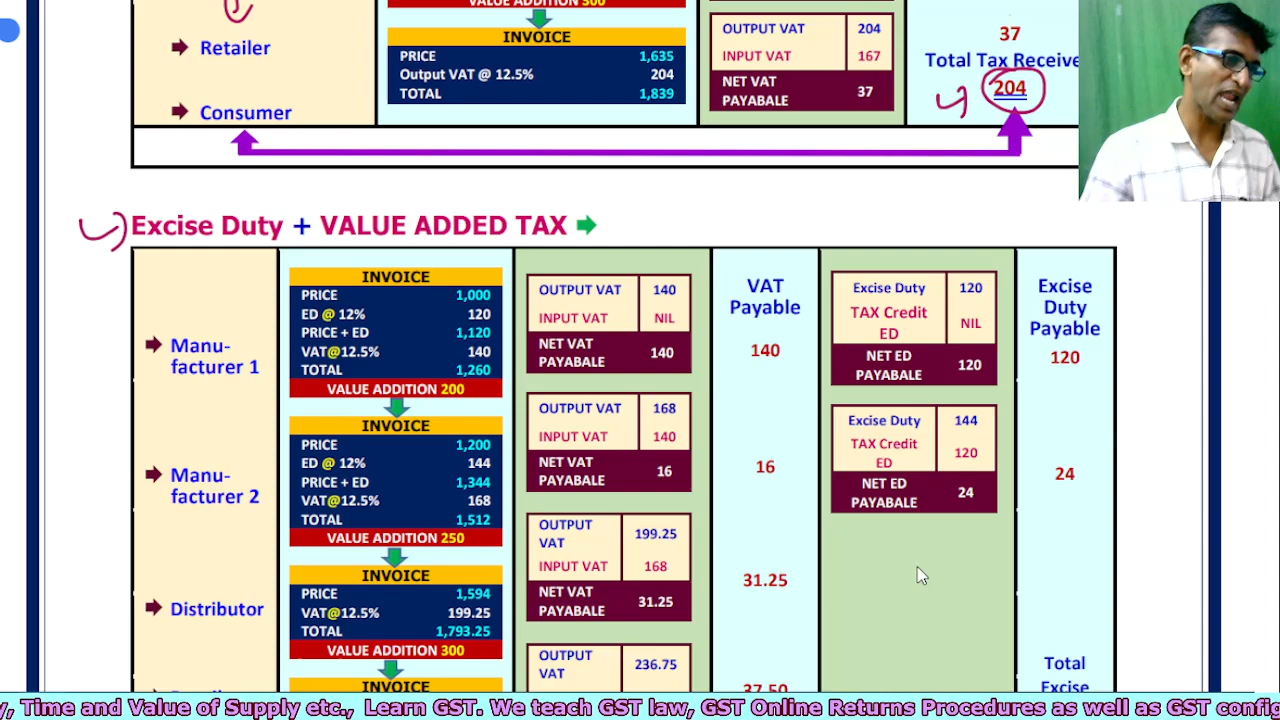 VALUE ADDITION 300
INVOICE
PRICE 1,635
Output VAT @ 12.5% 204
TOTAL 1,839
Retailer
Consumer
OUTPUT VAT 204
INPUT VAT 167
NET VAT PAYABALE 37
37
Total Tax Receive
204
Excise Duty + VALUE ADDED TAX
Manu-
facturer 1
INVOICE
PRICE 1,000
ED @ 12% 120
PRICE + ED 1,120
VAT@12.5% 140
TOTAL 1,260
VALUE ADDITION 200
OUTPUT VAT 140
INPUT VAT NIL
NET VAT PAYABALE 140
VAT
Payable
140
Excise Duty 120
TAX Credit ED NIL
NET ED PAYABALE 120
Excise
Duty
Payable
120
Manu-
facturer 2
INVOICE
PRICE 1,200
ED @ 12% 144
PRICE + ED 1,344
VAT@12.5% 168
TOTAL 1,512
VALUE ADDITION 250
OUTPUT VAT 168
INPUT VAT 140
NET VAT PAYABALE 16
16
Excise Duty 144
TAX Credit ED 120
NET ED PAYABALE 24
24
Distributor
INVOICE
PRICE 1,594
VAT@12.5% 199.25
TOTAL 1,793.25
VALUE ADDITION 300
INVOICE
OUTPUT VAT 199.25
INPUT VAT 168
NET VAT PAYABALE 31.25
31.25
OUTPUT VAT 236.75
37.50
Total
Excise
y, Time and Value of Supply etc., Learn GST. We teach GST law, GST Online Returns Procedures as well as GST config